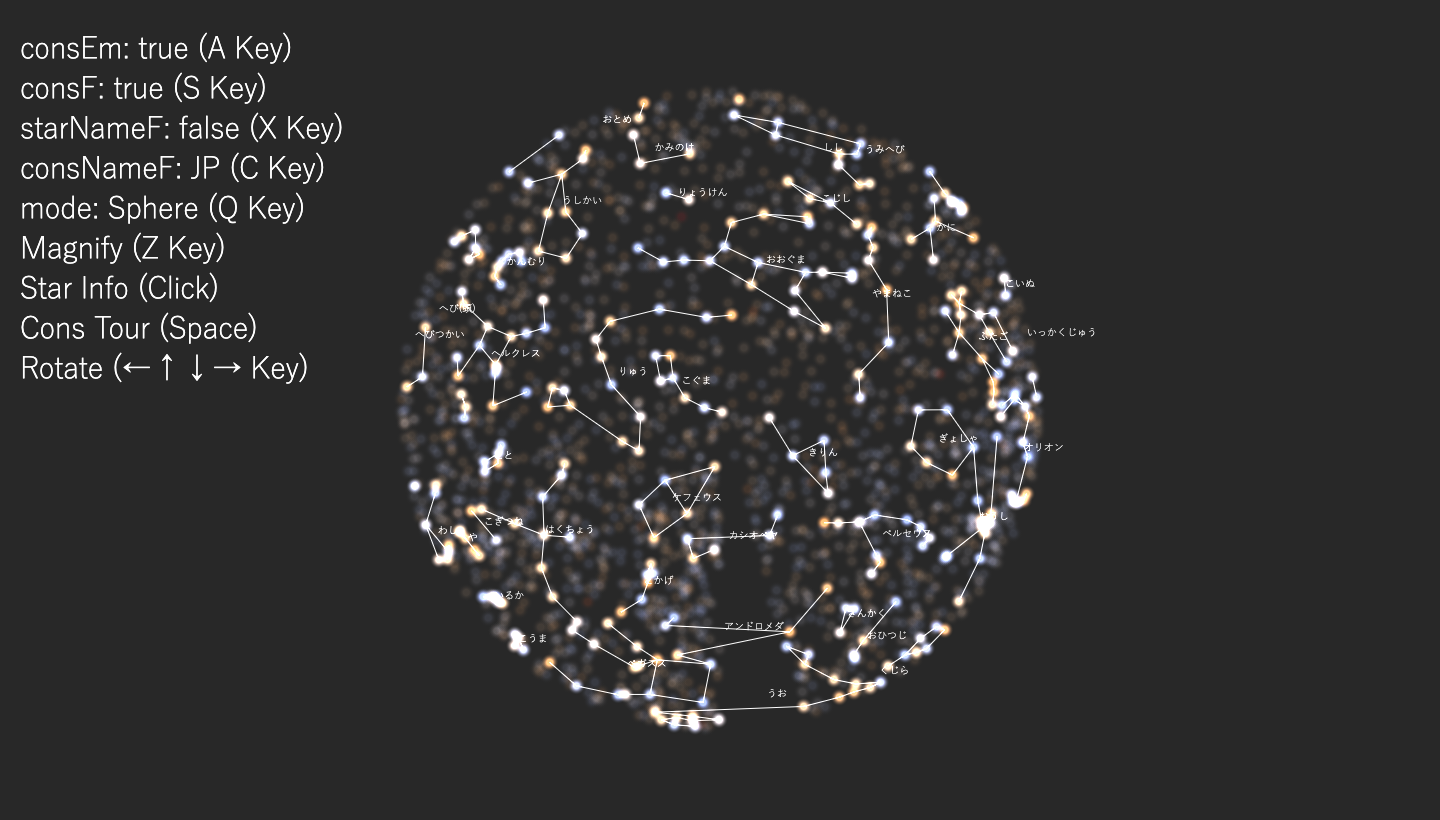 consEm: true (A Key)
consF: true (S Key)
starNameF: false (X Key)
consNameF: JP (C Key)
mode: Sphere (Q Key)
Magnify (Z Key)
Star Info (Click)
Cons Tour (Space)
Rotate (← ↑ ↓ → Key)
おとめ
かみのけ
しし
うみへび
りょうけん
こじし
うしかい
かに
かんむり
おおぐま
やまねこ
こいぬ
へび(頭)
へびつかい
ふたご
いっかくじゅう
ヘルクレス
りゅう
こぐま
ぎょしゃ
オリオン
こと
きりん
ケフェウス
こぎつね
わし
や
はくちょう
カシオペヤ
ペルセウス
おうし
とかげ
いるか
さんかく
アンドロメダ
おひつじ
こうま
ペガスス
くじら
うお